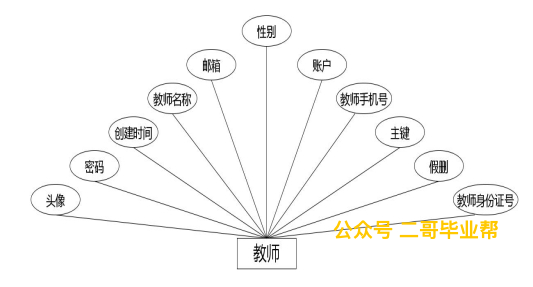 性别
邮箱
账户
教师名称
教师手机号
创建时间
主键
密码
假删
头像
教师身份证号
公众号 二哥毕业帮
教师